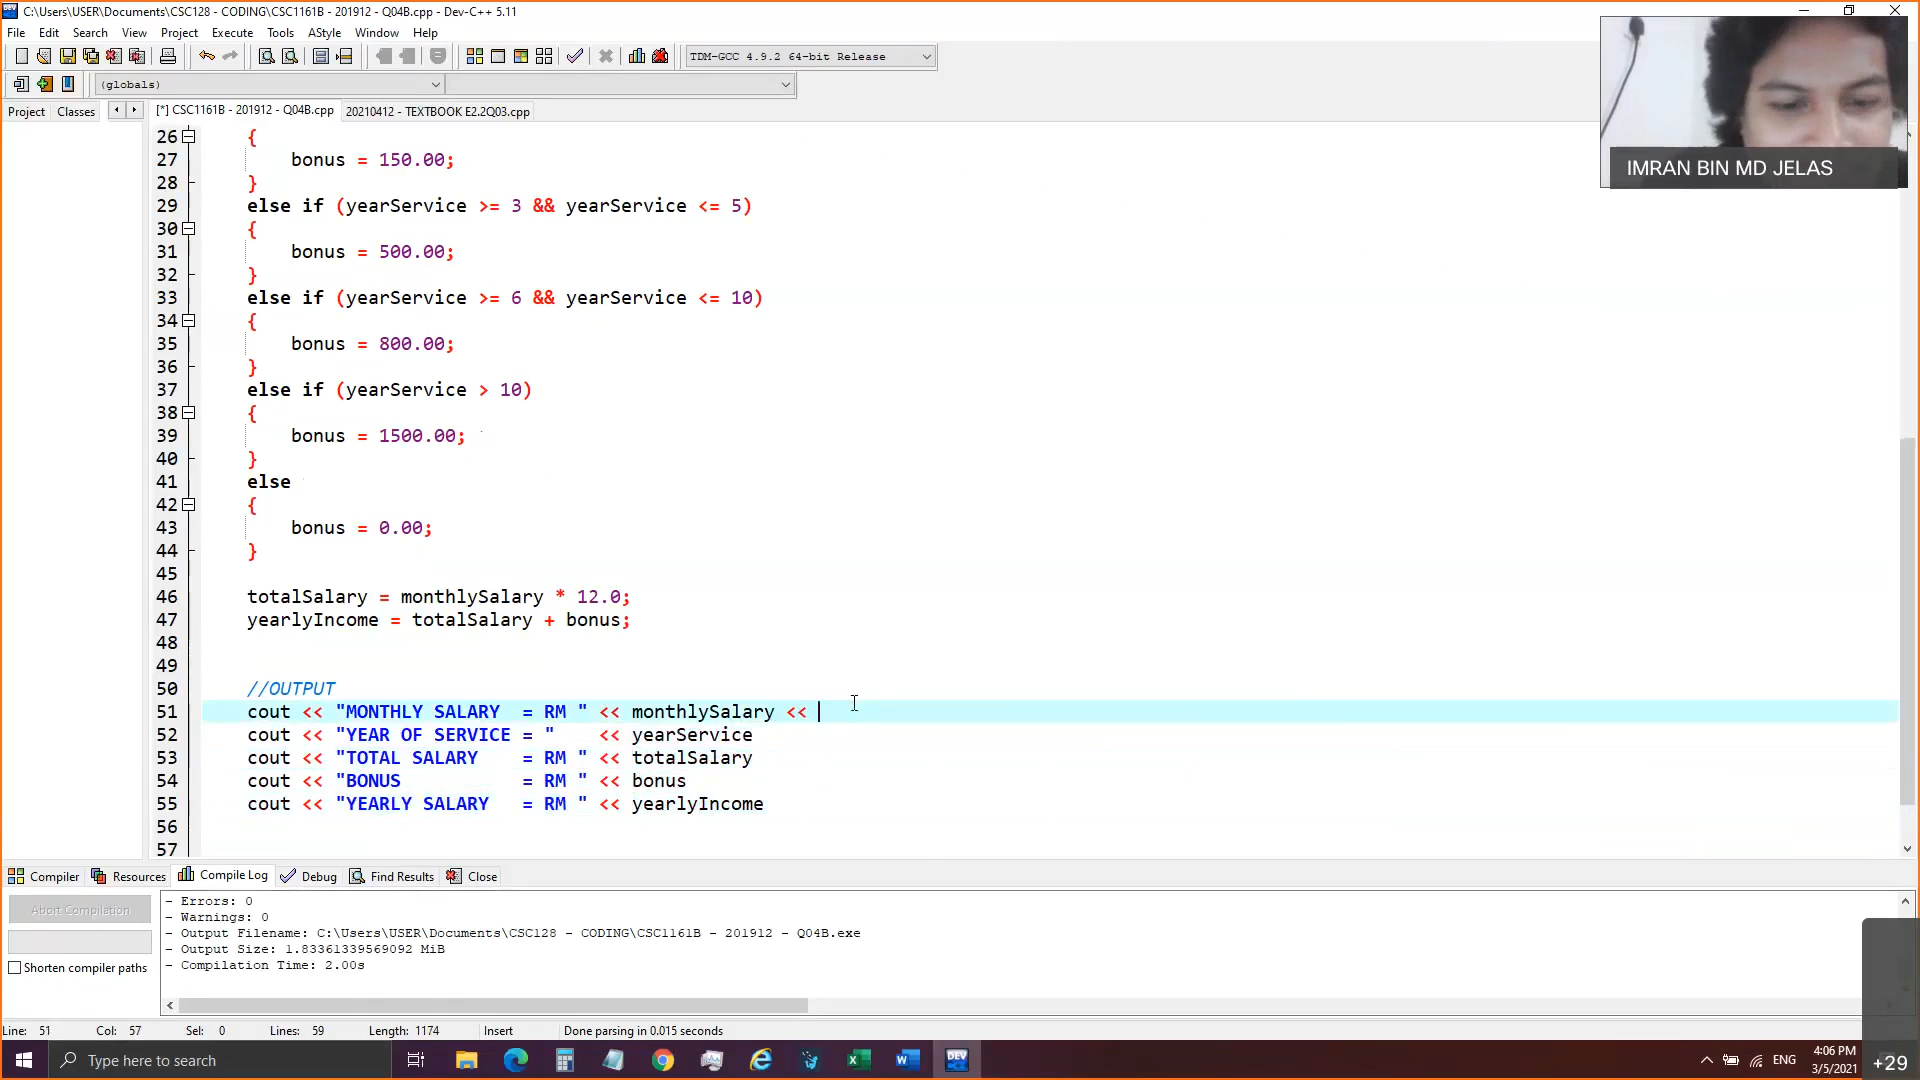 C:\Users\USER\Documents\CSC128 - CODING\CSC1161B - 201912 - Q04B.cpp - Dev-C++ 5.11
File Edit Search View Project Execute Tools AStyle Window Help
TDM-GCC 4.9.2 64-bit Release
(globals)
Project Classes [*] CSC1161B - 201912 - Q04B.cpp 20210412 - TEXTBOOK E2.2Q03.cpp
IMRAN BIN MD JELAS
26 {
27 bonus = 150.00;
28 }
29 else if (yearService >= 3 && yearService <= 5)
30 {
31 bonus = 500.00;
32 }
33 else if (yearService >= 6 && yearService <= 10)
34 {
35 bonus = 800.00;
36 }
37 else if (yearService > 10)
38 {
39 bonus = 1500.00;
40 }
41 else
42 {
43 bonus = 0.00;
44 }
45
46 totalSalary = monthlySalary * 12.0;
47 yearlyIncome = totalSalary + bonus;
48
49
50 //OUTPUT
51 cout << "MONTHLY SALARY  = RM " << monthlySalary <<
52 cout << "YEAR OF SERVICE = "    << yearService
53 cout << "TOTAL SALARY    = RM " << totalSalary
54 cout << "BONUS           = RM " << bonus
55 cout << "YEARLY SALARY   = RM " << yearlyIncome
56
57
Compiler Resources Compile Log Debug Find Results Close
Abort Compilation
Shorten compiler paths
- Errors: 0
- Warnings: 0
- Output Filename: C:\Users\USER\Documents\CSC128 - CODING\CSC1161B - 201912 - Q04B.exe
- Output Size: 1.83361339569092 MiB
- Compilation Time: 2.00s
Line: 51 Col: 57 Sel: 0 Lines: 59 Length: 1174 Insert Done parsing in 0.015 seconds
Type here to search
DEV
ENG
4:06 PM
3/5/2021
+29